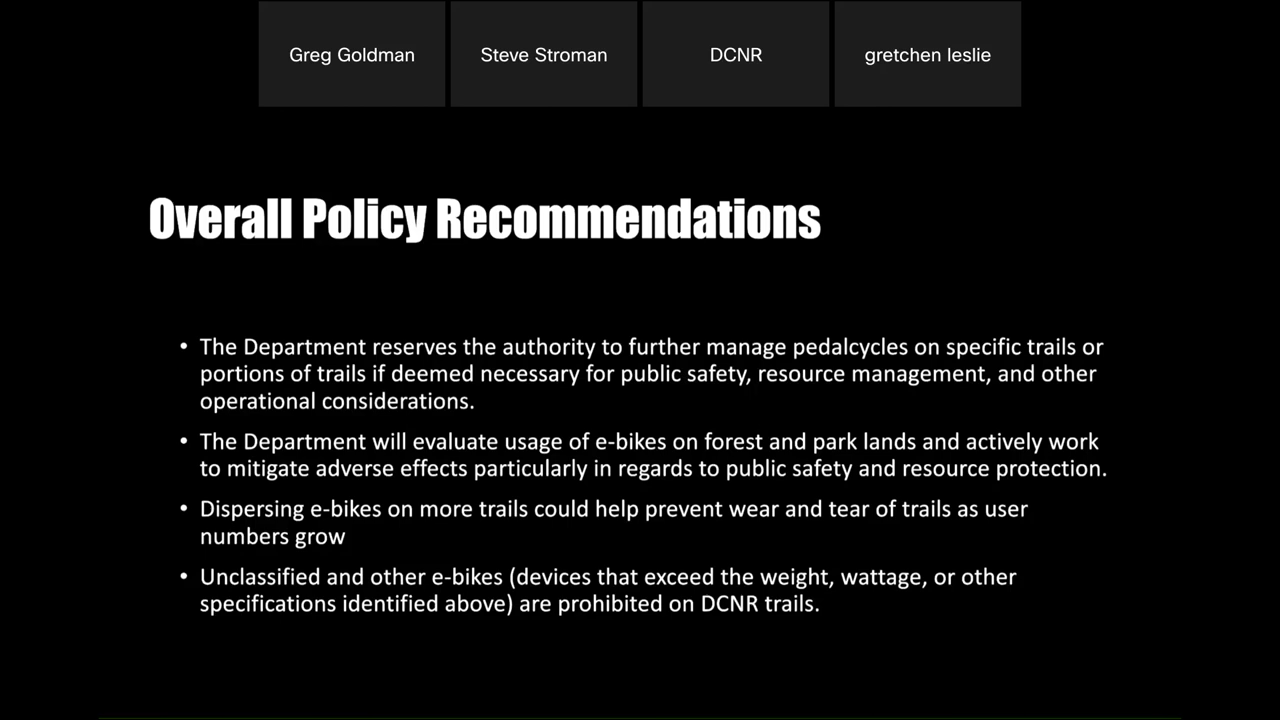 Greg Goldman
Steve Stroman
DCNR
gretchen leslie
Overall Policy Recommendations
• The Department reserves the authority to further manage pedalcycles on specific trails or
portions of trails if deemed necessary for public safety, resource management, and other
operational considerations.
• The Department will evaluate usage of e-bikes on forest and park lands and actively work
to mitigate adverse effects particularly in regards to public safety and resource protection.
• Dispersing e-bikes on more trails could help prevent wear and tear of trails as user
numbers grow
• Unclassified and other e-bikes (devices that exceed the weight, wattage, or other
specifications identified above) are prohibited on DCNR trails.